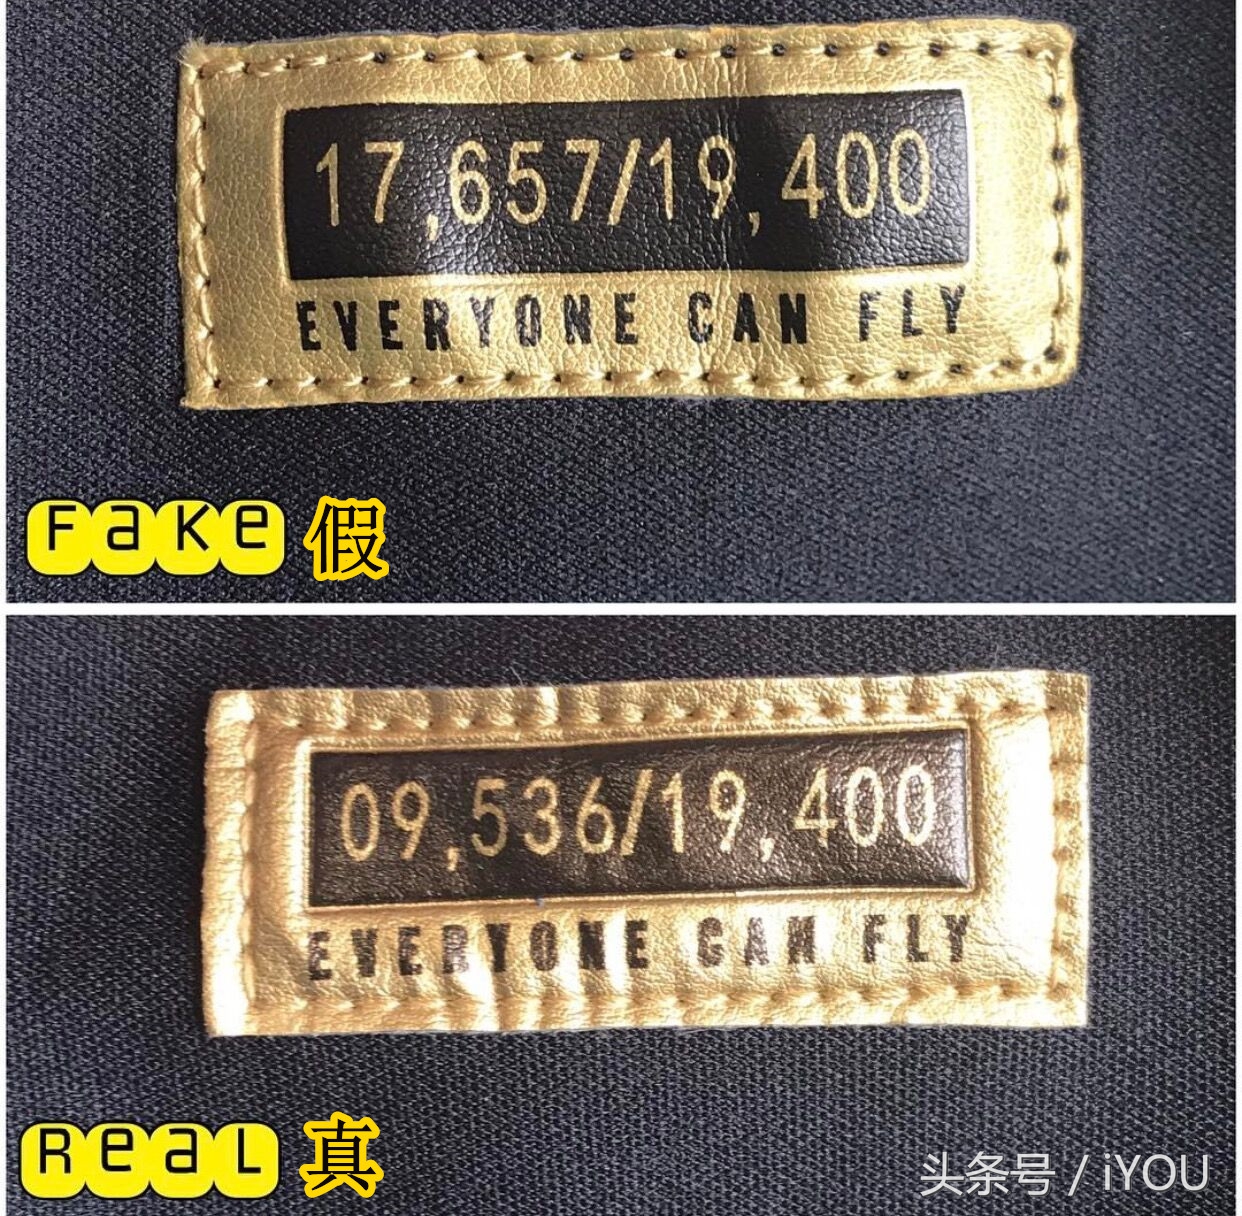 17,657/19,400
EVERYONE CAN FLY
Fake 假
09,536/19,400
EVERYONE CAN FLY
Real 真
头条号 / iYOU